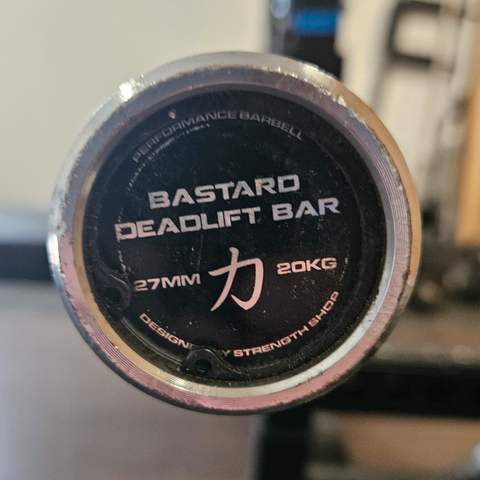 PERFORMANCE BARBELL
BASTARD
DEADLIFT BAR
27MM 力 20KG
STRENGTH SHOP